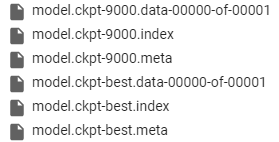 model.ckpt-9000.data-00000-of-00001
model.ckpt-9000.index
model.ckpt-9000.meta
model.ckpt-best.data-00000-of-00001
model.ckpt-best.index
model.ckpt-best.meta